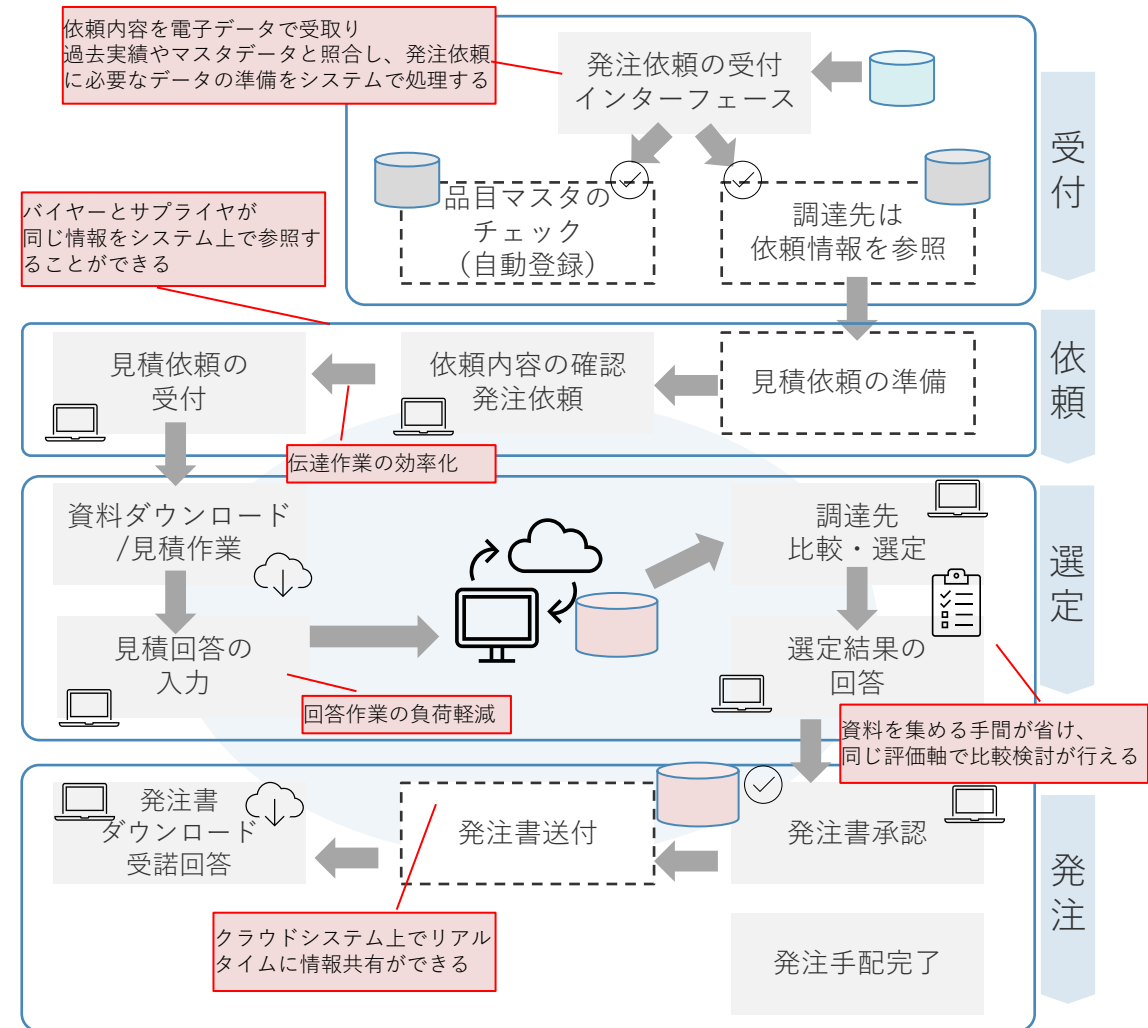 依頼内容を電子データで受取り
過去実績やマスタデータと照合し、発注依頼
に必要なデータの準備をシステムで処理する
発注依頼の受付
インターフェース
受付
品目マスタの
チェック
（自動登録）
調達先は
依頼情報を参照
バイヤーとサプライヤが
同じ情報をシステム上で参照す
ることができる
見積依頼の
受付
依頼内容の確認
発注依頼
見積依頼の準備
依頼
伝達作業の効率化
資料ダウンロード
/見積作業
調達先
比較・選定
選定
見積回答の
入力
選定結果の
回答
回答作業の負荷軽減
資料を集める手間が省け、
同じ評価軸で比較検討が行える
発注書
ダウンロード
受諾回答
発注書送付
発注書承認
発注
クラウドシステム上でリアル
タイムに情報共有ができる
発注手配完了